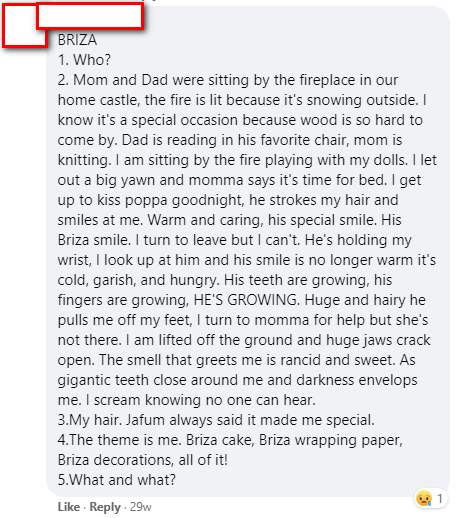 BRIZA
1. Who?
2. Mom and Dad were sitting by the fireplace in our
home castle, the fire is lit because it's snowing outside. I
know it's a special occasion because wood is so hard to
come by. Dad is reading in his favorite chair, mom is
knitting. I am sitting by the fire playing with my dolls. I let
out a big yawn and momma says it's time for bed. I get
up to kiss poppa goodnight, he strokes my hair and
smiles at me. Warm and caring, his special smile. His
Briza smile. I turn to leave but I can't. He's holding my
wrist, I look up at him and his smile is no longer warm it's
cold, garish, and hungry. His teeth are growing, his
fingers are growing, HE'S GROWING. Huge and hairy he
pulls me off my feet, I turn to momma for help but she's
not there. I am lifted off the ground and huge jaws crack
open. The smell that greets me is rancid and sweet. As
gigantic teeth close around me and darkness envelops
me. I scream knowing no one can hear.
3.My hair. Jafum always said it made me special.
4.The theme is me. Briza cake, Briza wrapping paper,
Briza decorations, all of it!
5.What and what?
1
Like · Reply · 29w